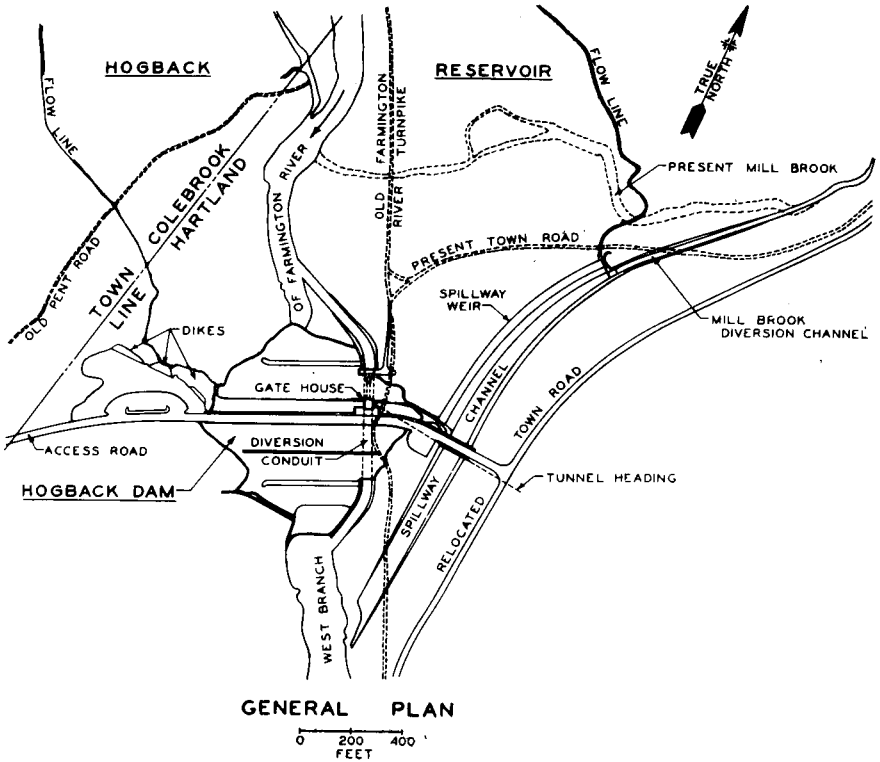 HOGBACK
RESERVOIR
FLOW LINE
FLOW LINE
TRUE NORTH
OLD FARMINGTON
RIVER TURNPIKE
COLEBROOK
HARTLAND
TOWN LINE
OLD PENT ROAD
OF FARMINGTON RIVER
PRESENT MILL BROOK
PRESENT TOWN ROAD
SPILLWAY
WEIR
MILL BROOK
DIVERSION CHANNEL
DIKES
GATE HOUSE
CHANNEL
TOWN ROAD
ACCESS ROAD
DIVERSION
CONDUIT
HOGBACK DAM
TUNNEL HEADING
SPILLWAY
RELOCATED
WEST BRANCH
GENERAL PLAN
0 200 400
FEET